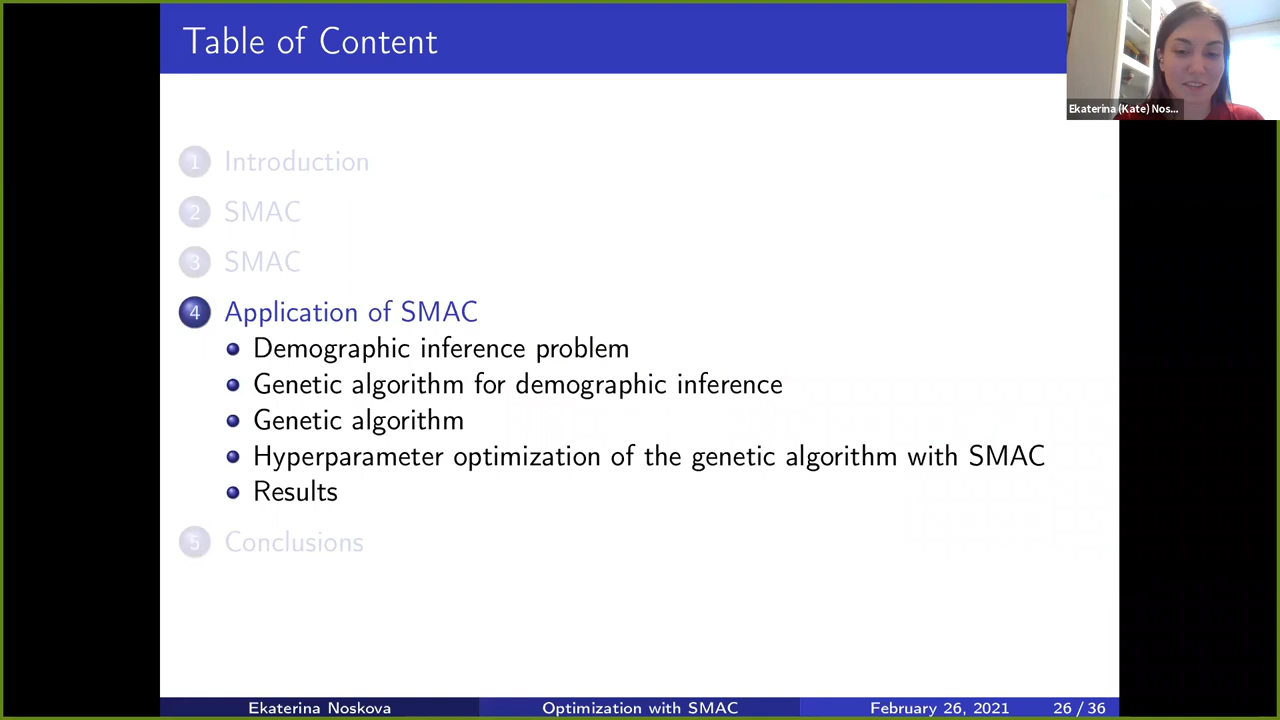 Table of Content
Ekaterina (Kate) Nos...
1 Introduction
2 SMAC
3 SMAC
4 Application of SMAC
Demographic inference problem
Genetic algorithm for demographic inference
Genetic algorithm
Hyperparameter optimization of the genetic algorithm with SMAC
Results
5 Conclusions
Ekaterina Noskova Optimization with SMAC February 26, 2021 26 / 36